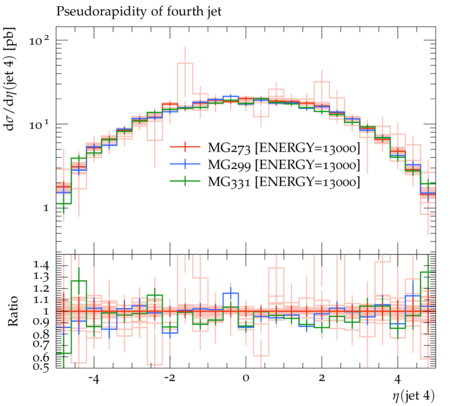 Pseudorapidity of fourth jet
dσ/dη(jet 4) [pb]
10²
10¹
1
MG273 [ENERGY=13000]
MG299 [ENERGY=13000]
MG331 [ENERGY=13000]
Ratio
1.4
1.3
1.2
1.1
1
0.9
0.8
0.7
0.6
0.5
-4 -2 0 2 4
η(jet 4)